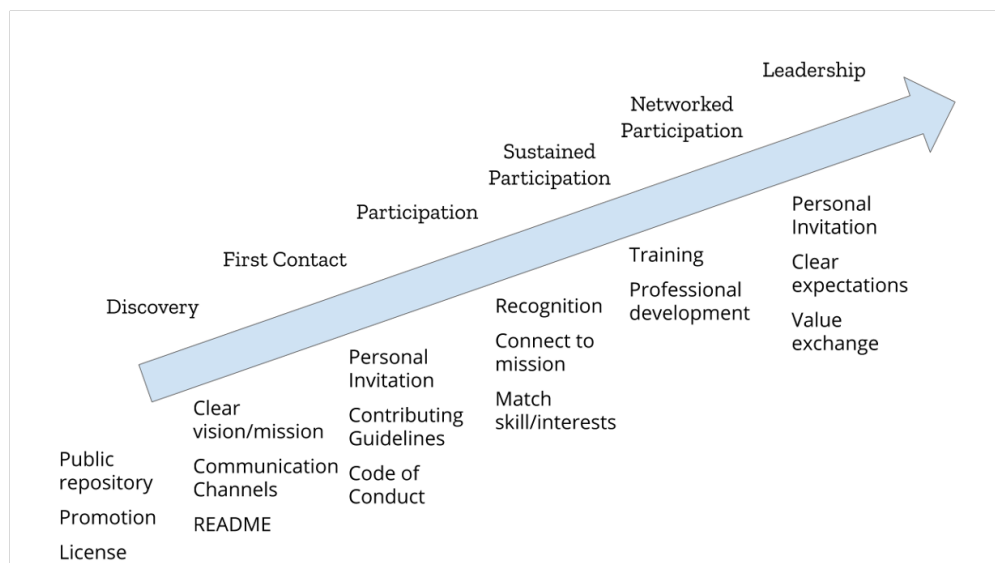 Leadership
Networked
Participation
Sustained
Participation
Participation
First Contact
Discovery
Public
repository
Promotion
License
Clear
vision/mission
Communication
Channels
README
Personal
Invitation
Contributing
Guidelines
Code of
Conduct
Recognition
Connect to
mission
Match
skill/interests
Training
Professional
development
Personal
Invitation
Clear
expectations
Value
exchange